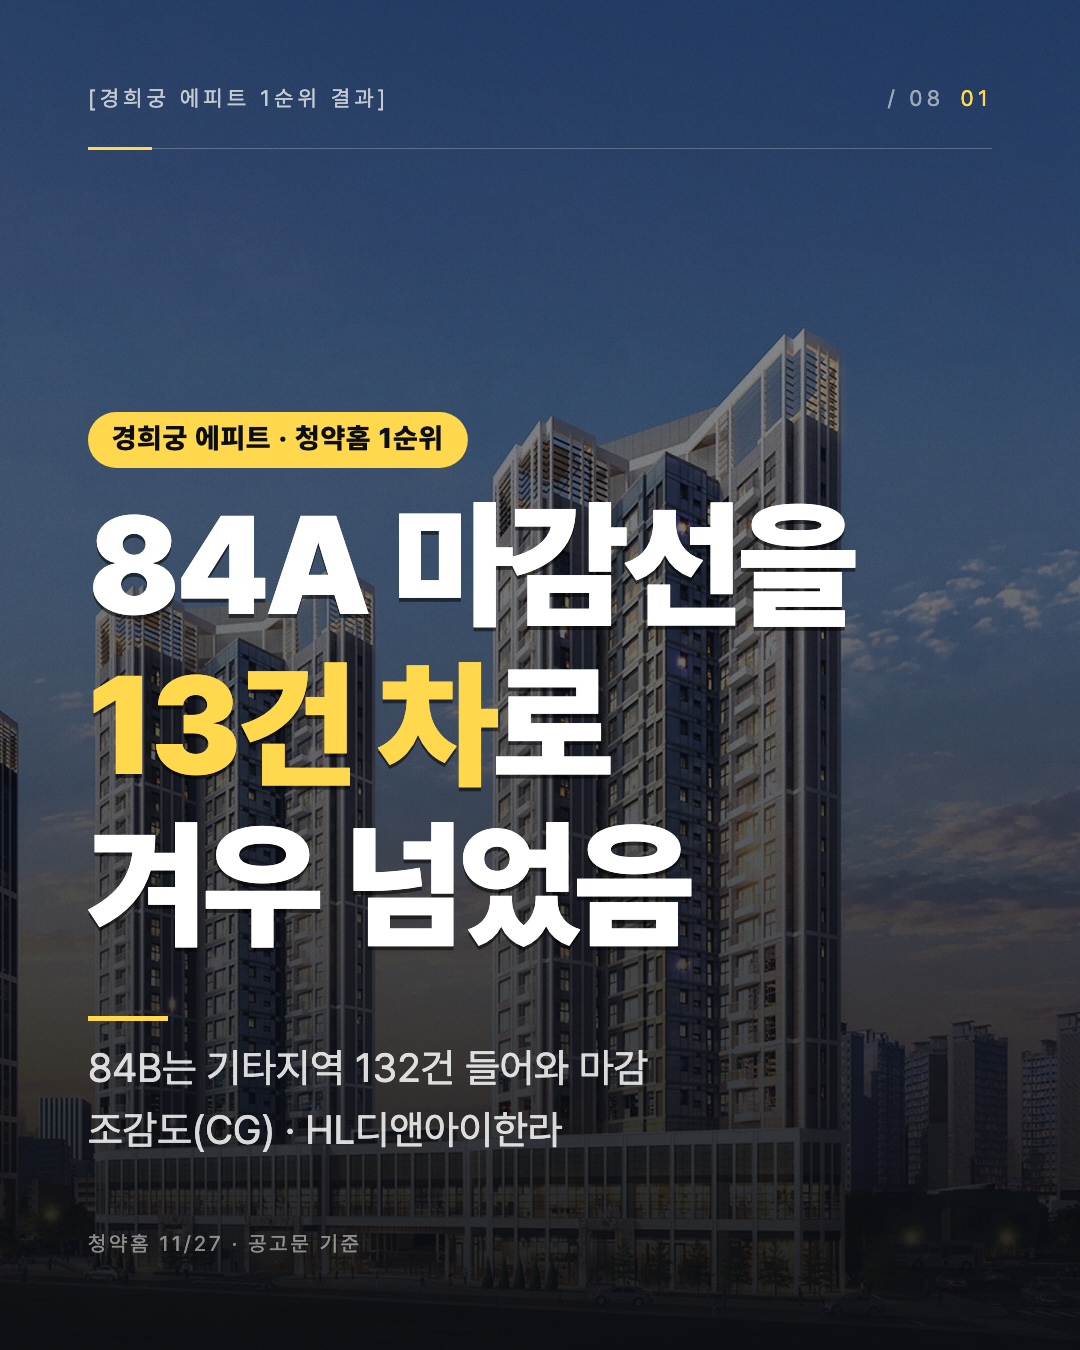 [경희궁 에피트 1순위 결과]
/ 08 01
경희궁 에피트 · 청약홈 1순위
84A 마감선을
13건 차로
겨우 넘었음
84B는 기타지역 132건 들어와 마감
조감도(CG) · HL디앤아이한라
청약홈 11/27 · 공고문 기준